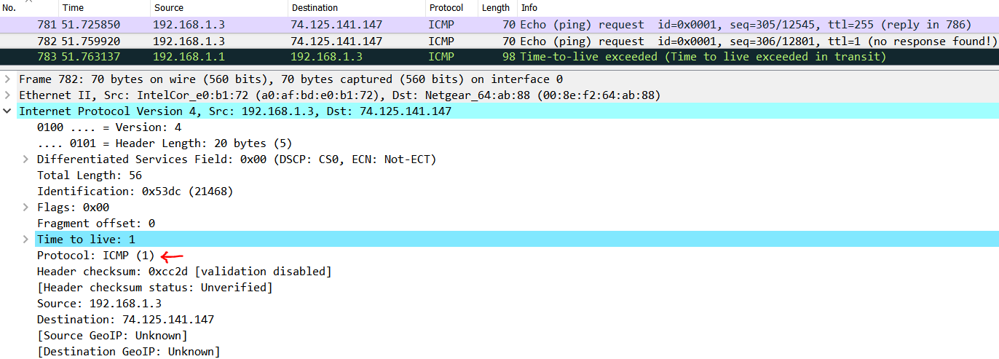 No. Time Source Destination Protocol Length Info
781 51.725850 192.168.1.3 74.125.141.147 ICMP 70 Echo (ping) request id=0x0001, seq=305/12545, ttl=255 (reply in 786)
782 51.759920 192.168.1.3 74.125.141.147 ICMP 70 Echo (ping) request id=0x0001, seq=306/12801, ttl=1 (no response found!)
783 51.763137 192.168.1.1 192.168.1.3 ICMP 98 Time-to-live exceeded (Time to live exceeded in transit)
Frame 782: 70 bytes on wire (560 bits), 70 bytes captured (560 bits) on interface 0
Ethernet II, Src: IntelCor_e0:b1:72 (a0:af:bd:e0:b1:72), Dst: Netgear_64:ab:88 (00:8e:f2:64:ab:88)
Internet Protocol Version 4, Src: 192.168.1.3, Dst: 74.125.141.147
0100 .... = Version: 4
.... 0101 = Header Length: 20 bytes (5)
Differentiated Services Field: 0x00 (DSCP: CS0, ECN: Not-ECT)
Total Length: 56
Identification: 0x53dc (21468)
Flags: 0x00
Fragment offset: 0
Time to live: 1
Protocol: ICMP (1)
Header checksum: 0xcc2d [validation disabled]
[Header checksum status: Unverified]
Source: 192.168.1.3
Destination: 74.125.141.147
[Source GeoIP: Unknown]
[Destination GeoIP: Unknown]